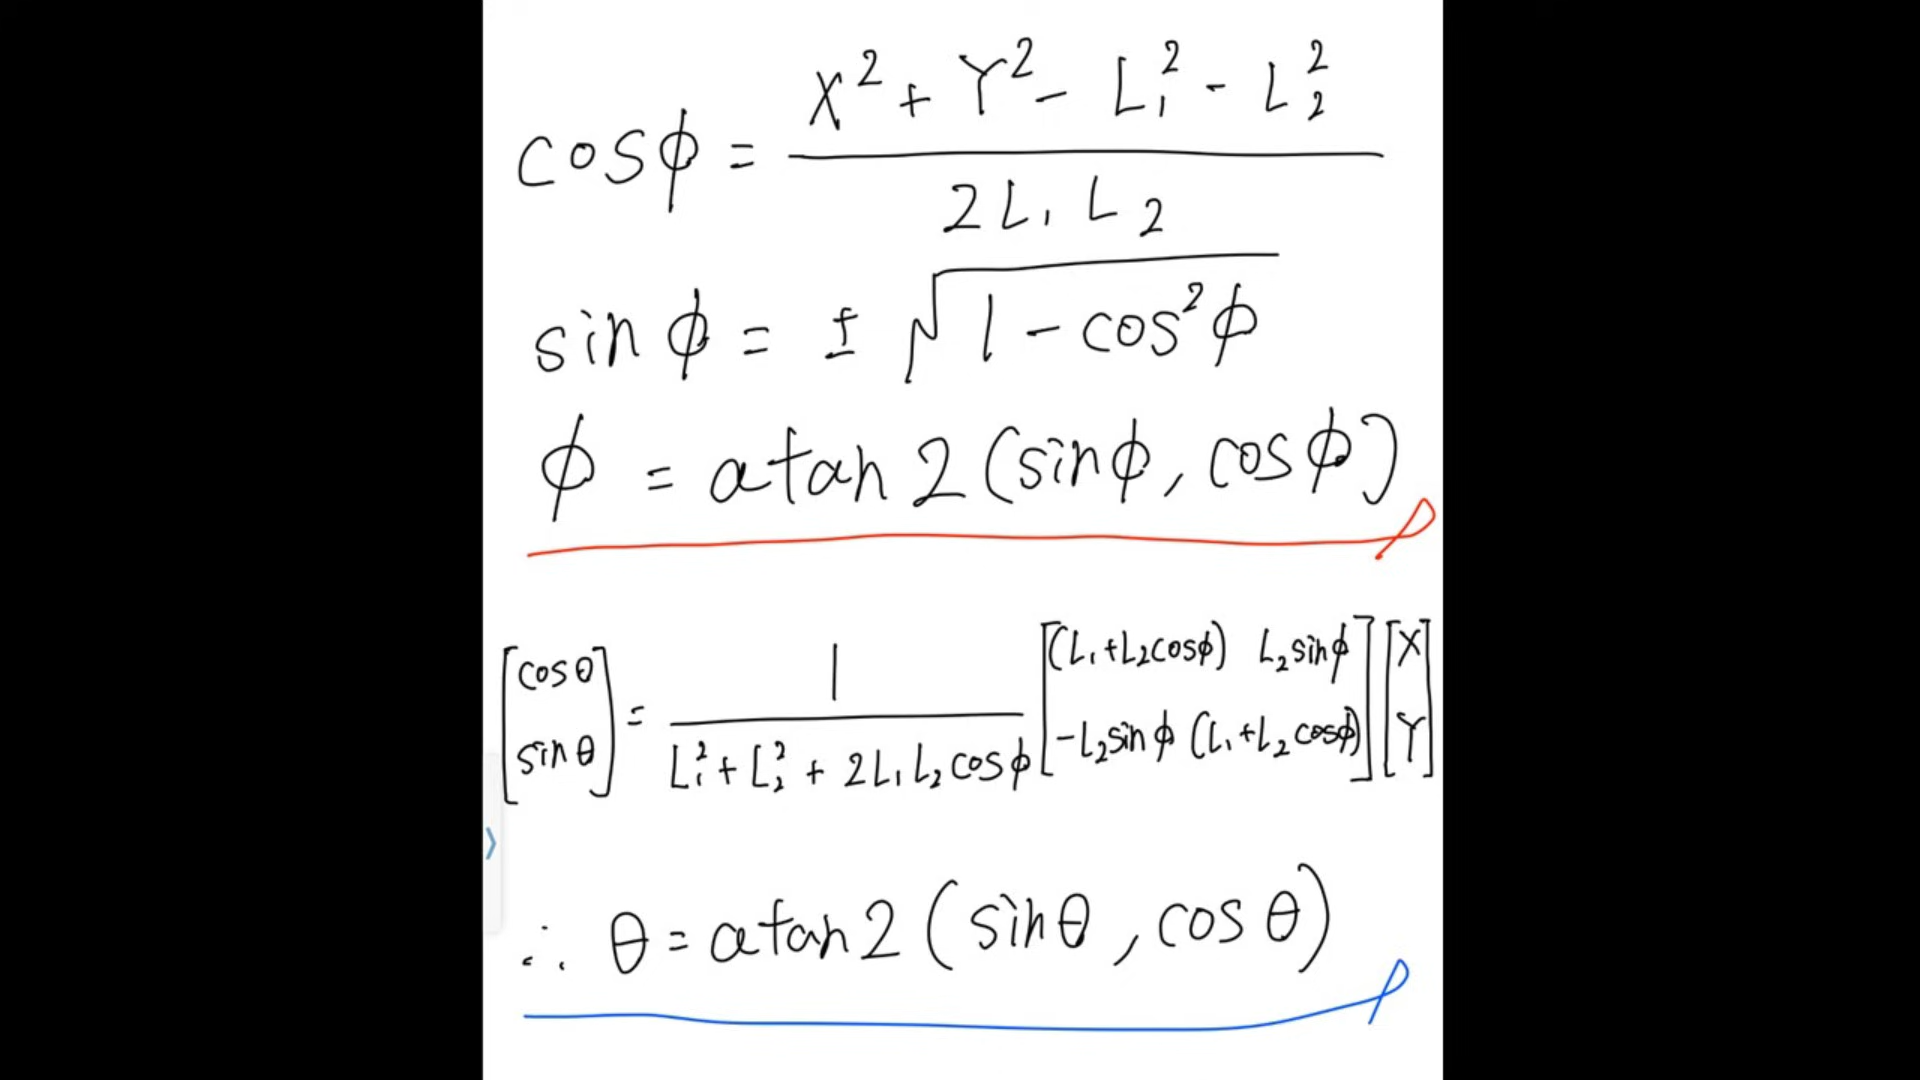 cosφ = (X² + Y² - L₁² - L₂²) / (2L₁L₂)
sinφ = ± √(1 - cos²φ)
φ = atan2(sinφ, cosφ)
[cosθ; sinθ] = 1 / (L₁² + L₂² + 2L₁L₂cosφ) [(L₁+L₂cosφ) L₂sinφ; -L₂sinφ (L₁+L₂cosφ)] [X; Y]
∴ θ = atan2(sinθ, cosθ)